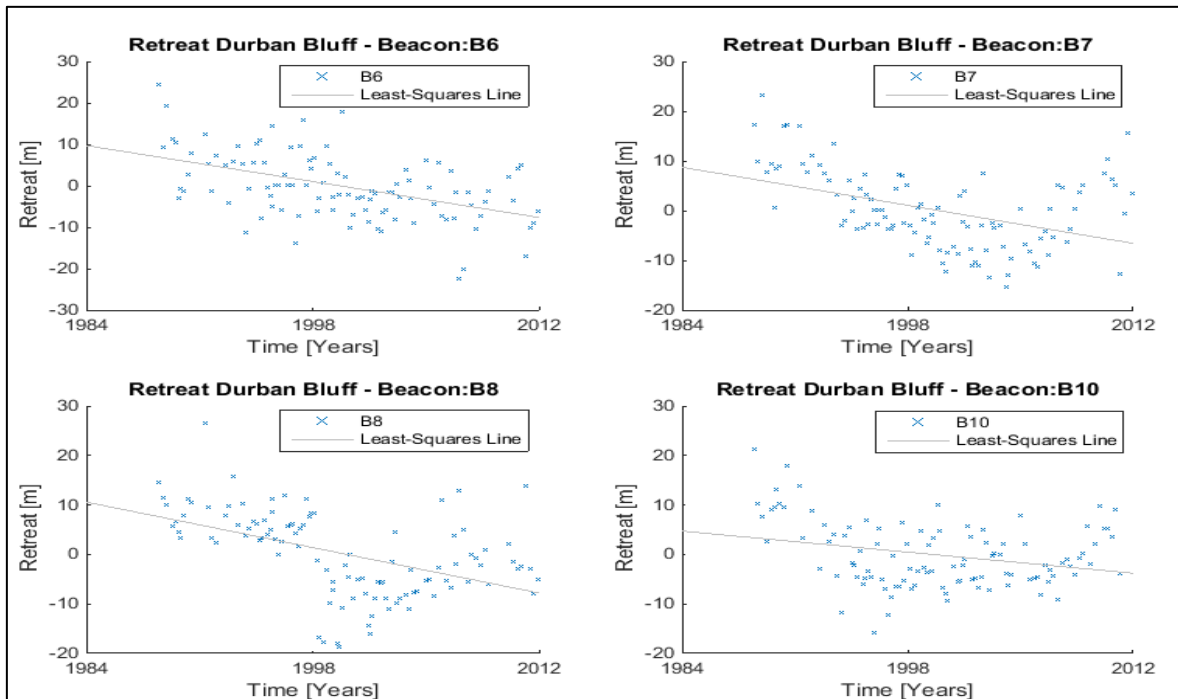 Retreat Durban Bluff - Beacon:B6
30
20
10
0
-10
-20
-30
Retreat [m]
B6
Least-Squares Line
1984
1998
2012
Time [Years]
Retreat Durban Bluff - Beacon:B7
30
20
10
0
-10
-20
Retreat [m]
B7
Least-Squares Line
1984
1998
2012
Time [Years]
Retreat Durban Bluff - Beacon:B8
30
20
10
0
-10
-20
Retreat [m]
B8
Least-Squares Line
1984
1998
2012
Time [Years]
Retreat Durban Bluff - Beacon:B10
30
20
10
0
-10
-20
Retreat [m]
B10
Least-Squares Line
1984
1998
2012
Time [Years]